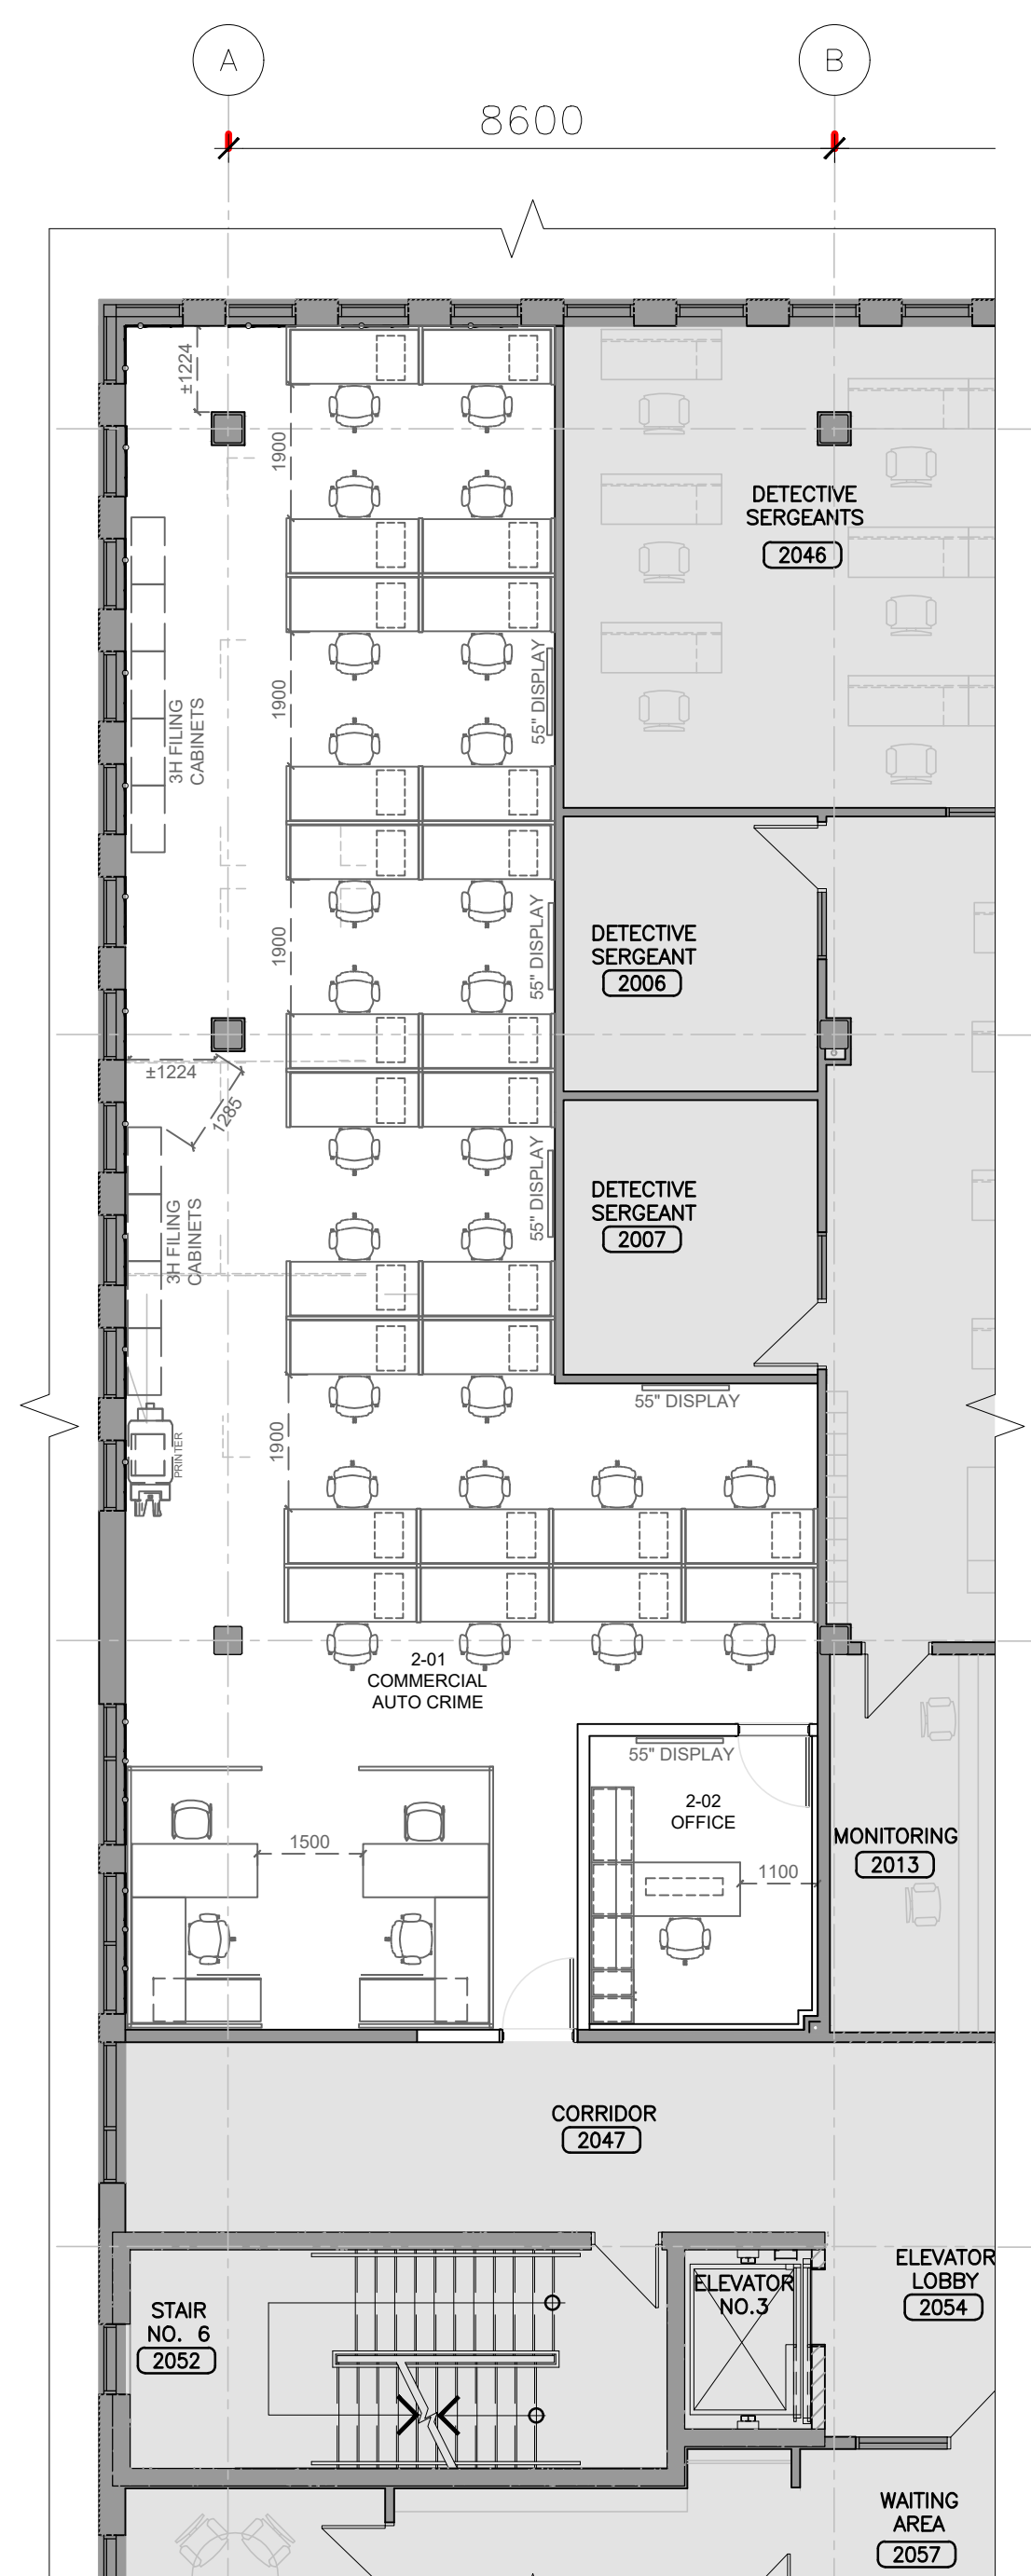 A
B
8600
±1224
1900
DETECTIVE
SERGEANTS
2046
1900
55" DISPLAY
3H FILING
CABINETS
1900
55" DISPLAY
DETECTIVE
SERGEANT
2006
±1224
1285
55" DISPLAY
3H FILING
CABINETS
DETECTIVE
SERGEANT
2007
55" DISPLAY
1900
PRINTER
2-01
COMMERCIAL
AUTO CRIME
55" DISPLAY
2-02
OFFICE
1500
1100
MONITORING
2013
CORRIDOR
2047
ELEVATOR
LOBBY
2054
ELEVATOR
NO.3
STAIR
NO. 6
2052
WAITING
AREA
2057